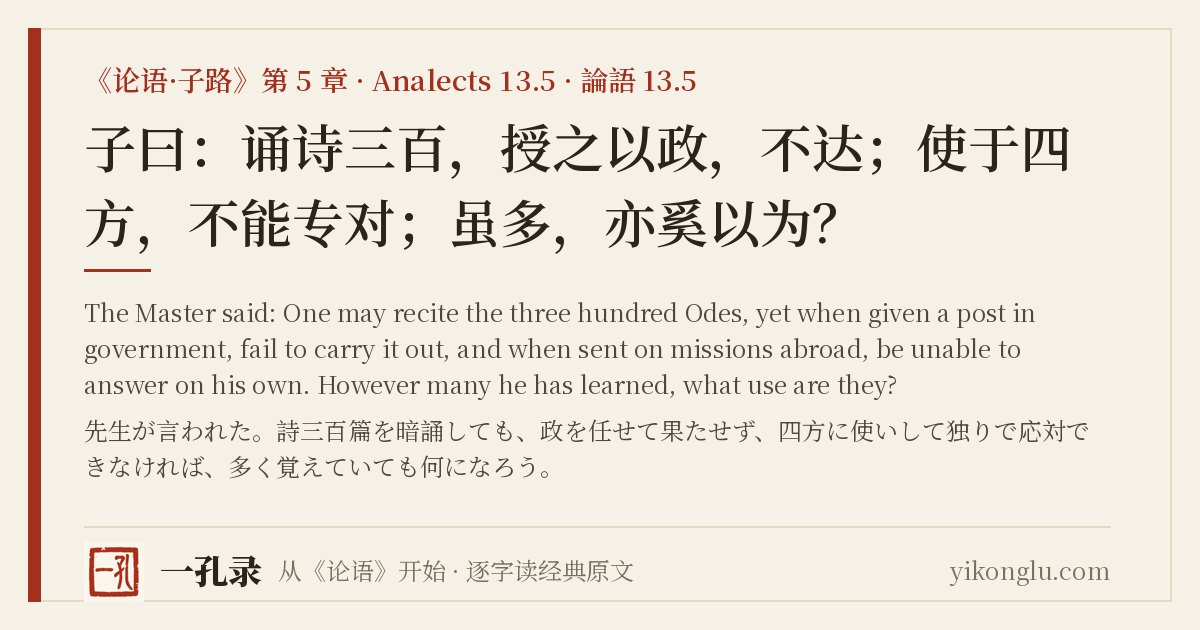 《论语·子路》第 5 章 · Analects 13.5 · 論語 13.5
子曰：诵诗三百，授之以政，不达；使于四
方，不能专对；虽多，亦奚以为？
The Master said: One may recite the three hundred Odes, yet when given a post in
government, fail to carry it out, and when sent on missions abroad, be unable to
answer on his own. However many he has learned, what use are they?
先生が言われた。詩三百篇を暗誦しても、政を任せて果たせず、四方に使いして独りで応対で
きなければ、多く覚えていても何になろう。
一孔
一孔录 从《论语》开始 · 逐字读经典原文 yikonglu.com